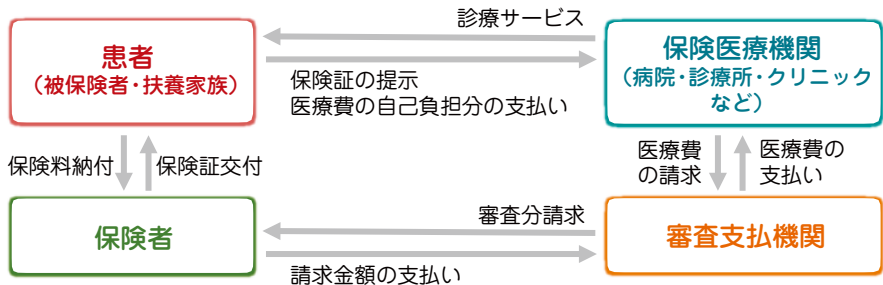 診療サービス
患者
（被保険者・扶養家族）
保険証の提示
医療費の自己負担分の支払い
保険医療機関
（病院・診療所・クリニック
など）
保険料納付
保険証交付
医療費
の請求
医療費の
支払い
保険者
審査分請求
請求金額の支払い
審査支払機関